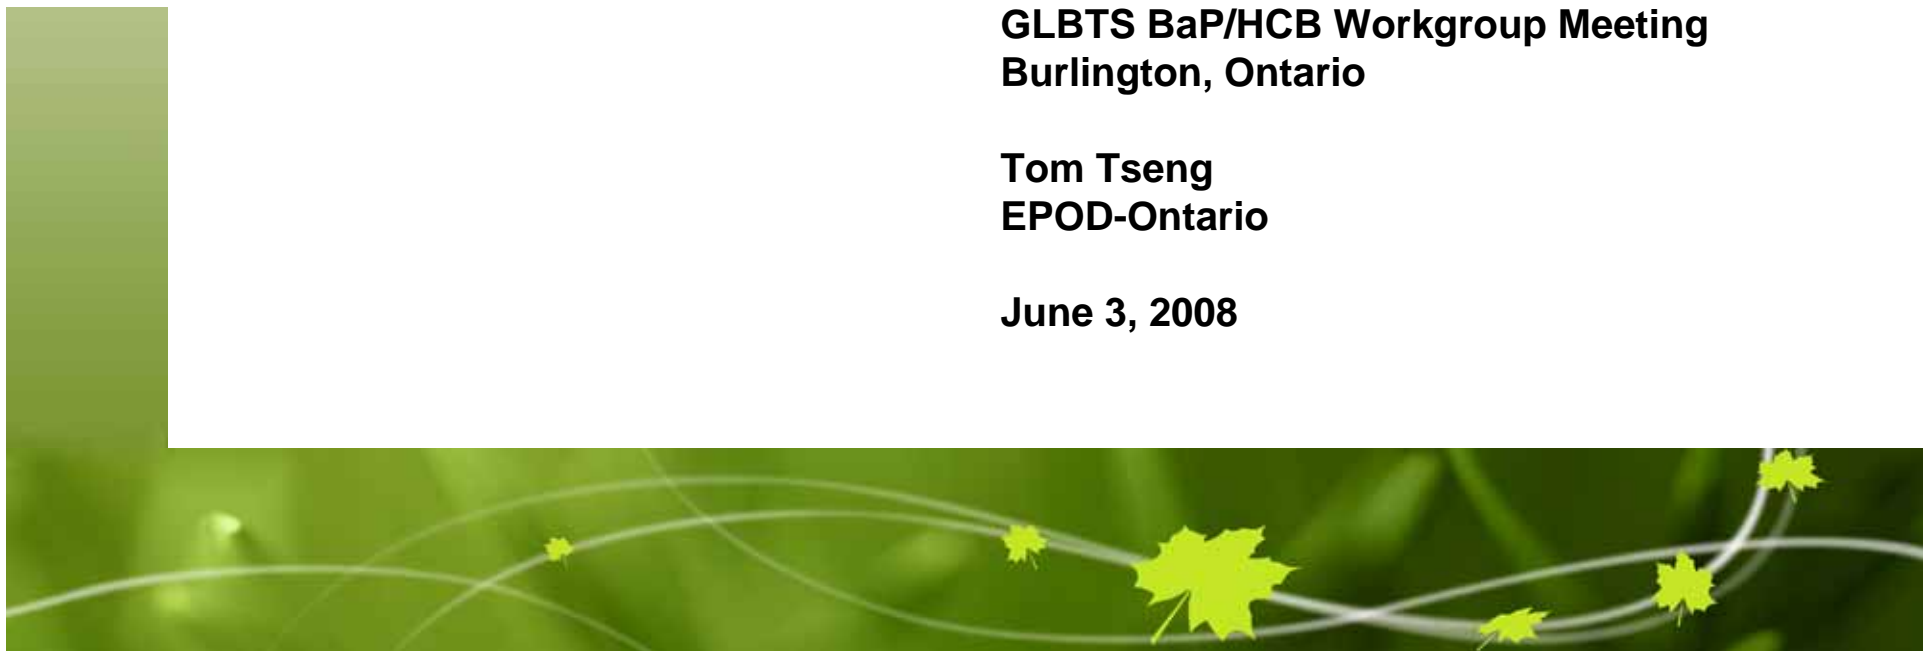 GLBTS BaP/HCB Workgroup Meeting
Burlington, Ontario
Tom Tseng
EPOD-Ontario
June 3, 2008